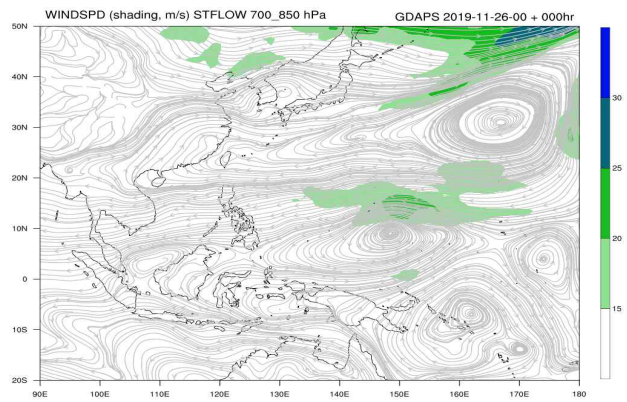 WINDSPD (shading, m/s) STFLOW 700_850 hPa GDAPS 2019-11-26-00 + 000hr
50N
40N
30N
20N
10N
0
10S
20S
90E 100E 110E 120E 130E 140E 150E 160E 170E 180
30
25
20
15